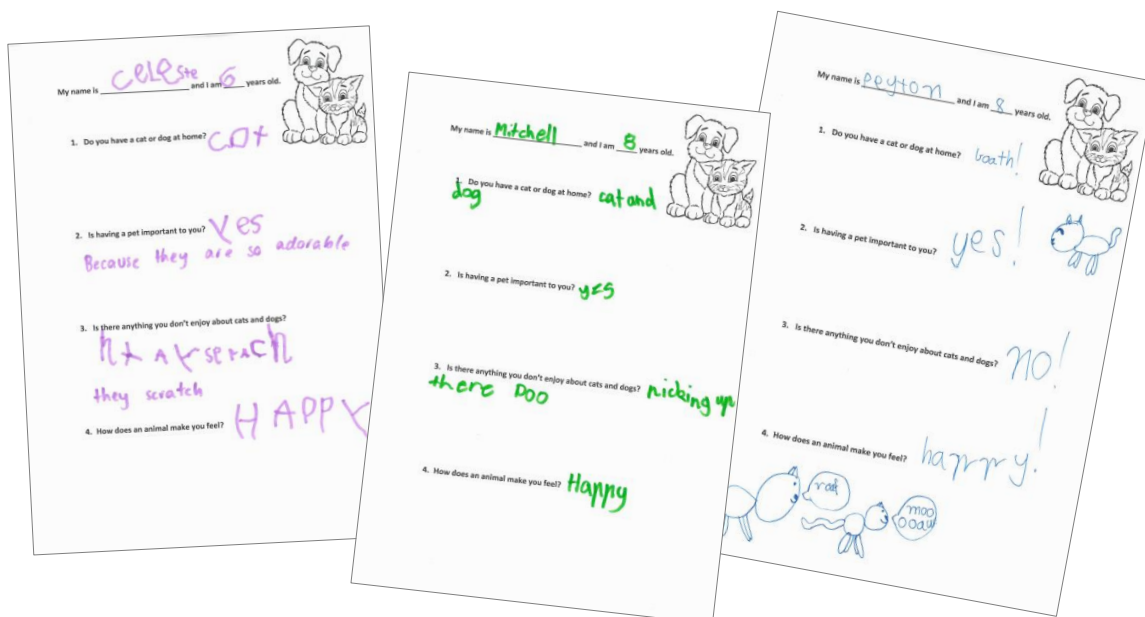 My name is CeLeste and I am 6 years old.
1. Do you have a cat or dog at home? cat
2. Is having a pet important to you? Yes
Because they are so adorable
3. Is there anything you don't enjoy about cats and dogs?
they scratch
4. How does an animal make you feel? HAPPY
My name is Mitchell and I am 8 years old.
1. Do you have a cat or dog at home? cat and
dog
2. Is having a pet important to you? yes
3. Is there anything you don't enjoy about cats and dogs? picking up
there poo
4. How does an animal make you feel? Happy
My name is peyton and I am 8 years old.
1. Do you have a cat or dog at home? boath!
2. Is having a pet important to you? yes!
3. Is there anything you don't enjoy about cats and dogs? no!
4. How does an animal make you feel? happy!